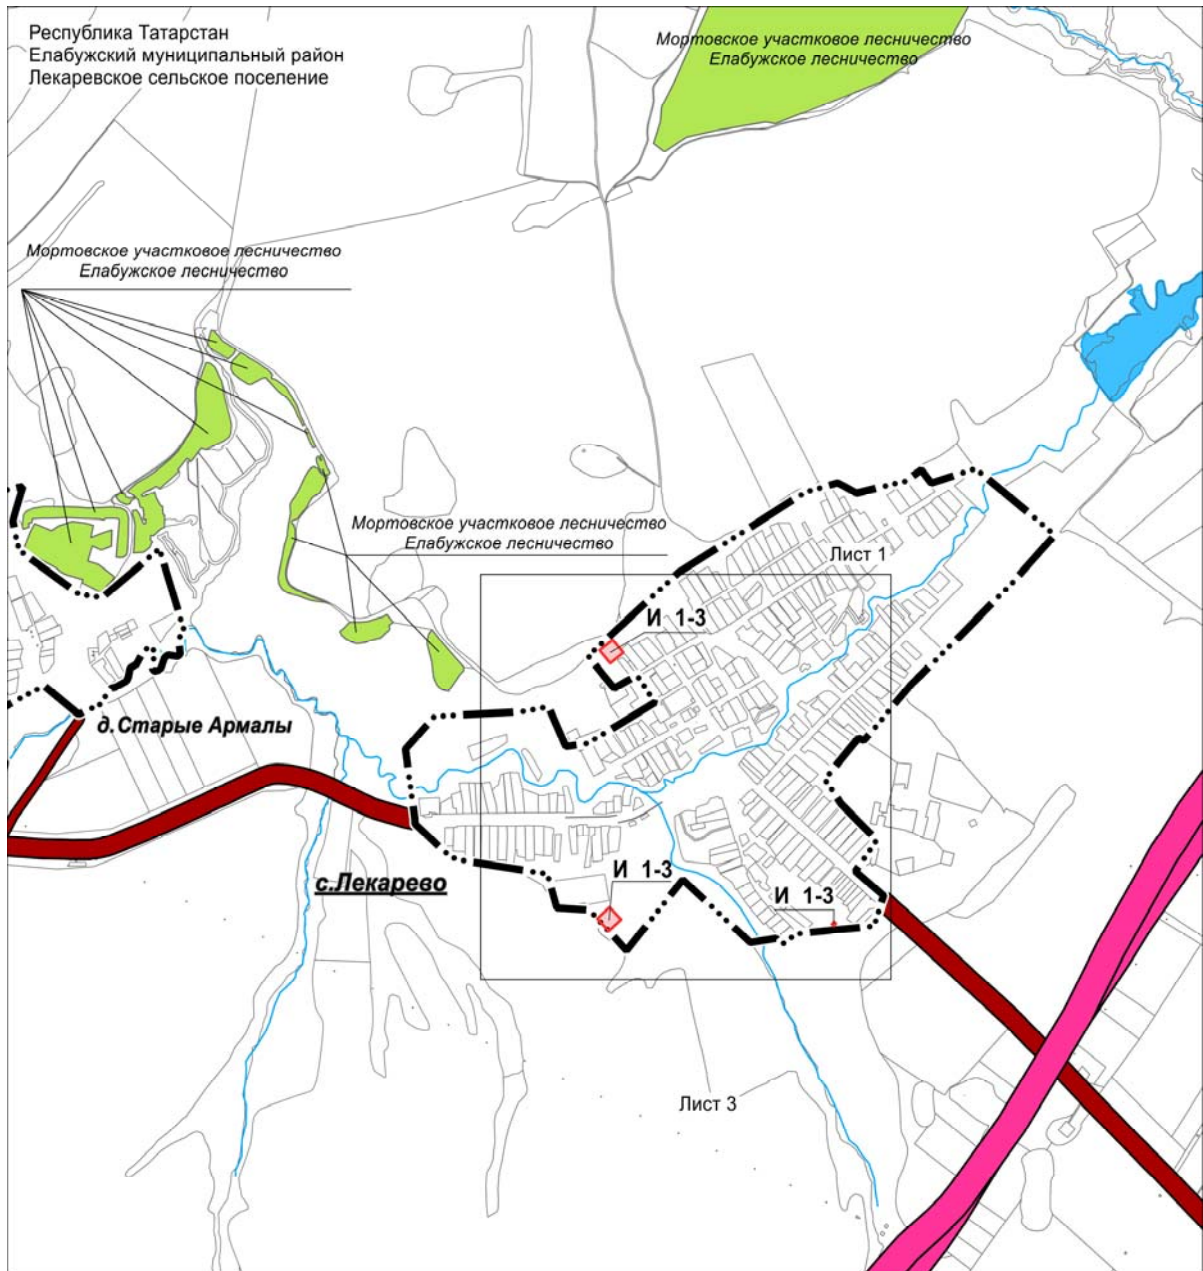 Республика Татарстан
Елабужский муниципальный район
Лекаревское сельское поселение
Мортовское участковое лесничество
Елабужское лесничество
Мортовское участковое лесничество
Елабужское лесничество
Мортовское участковое лесничество
Елабужское лесничество
Лист 1
И 1-3
д.Старые Армалы
с.Лекарево
И 1-3
И 1-3
Лист 3